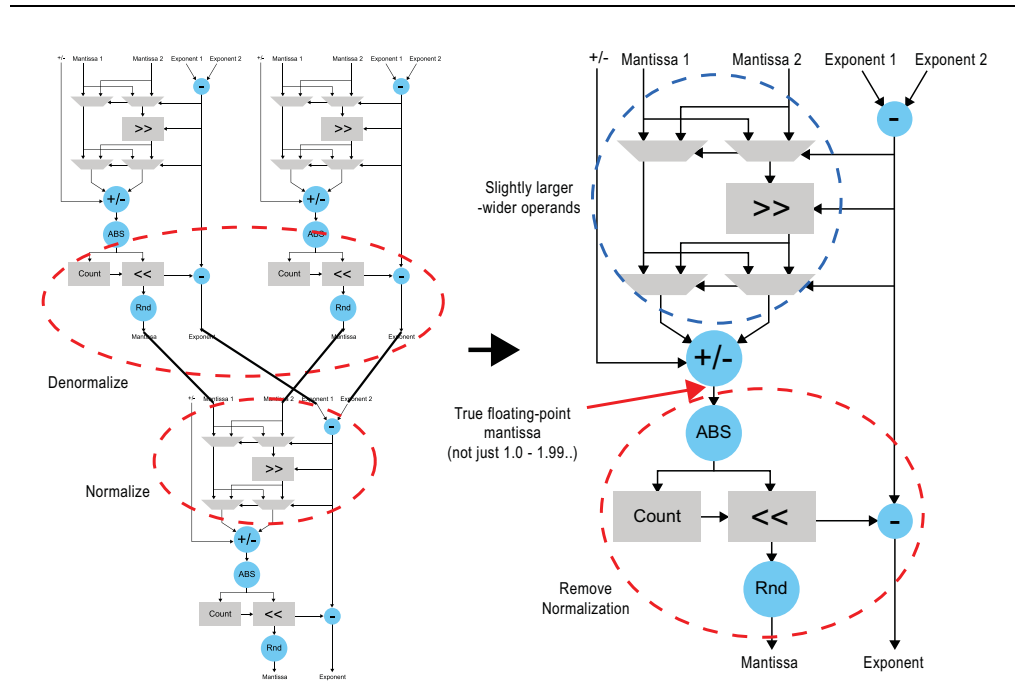 +/- Mantissa 1 Mantissa 2 Exponent 1 Exponent 2
-
>>
+/-
ABS
Count << -
Rnd
Mantissa Exponent
+/- Mantissa 1 Mantissa 2 Exponent 1 Exponent 2
-
>>
+/-
ABS
Count << -
Rnd
Mantissa Exponent
Denormalize
+/- Mantissa 1 Mantissa 2 Exponent 1 Exponent 2
-
>>
Normalize
+/-
ABS
Count << -
Rnd
Mantissa Exponent
+/- Mantissa 1 Mantissa 2 Exponent 1 Exponent 2
-
Slightly larger
-wider operands
>>
+/-
True floating-point
mantissa
(not just 1.0 - 1.99..)
ABS
Count << -
Remove
Normalization
Rnd
Mantissa Exponent